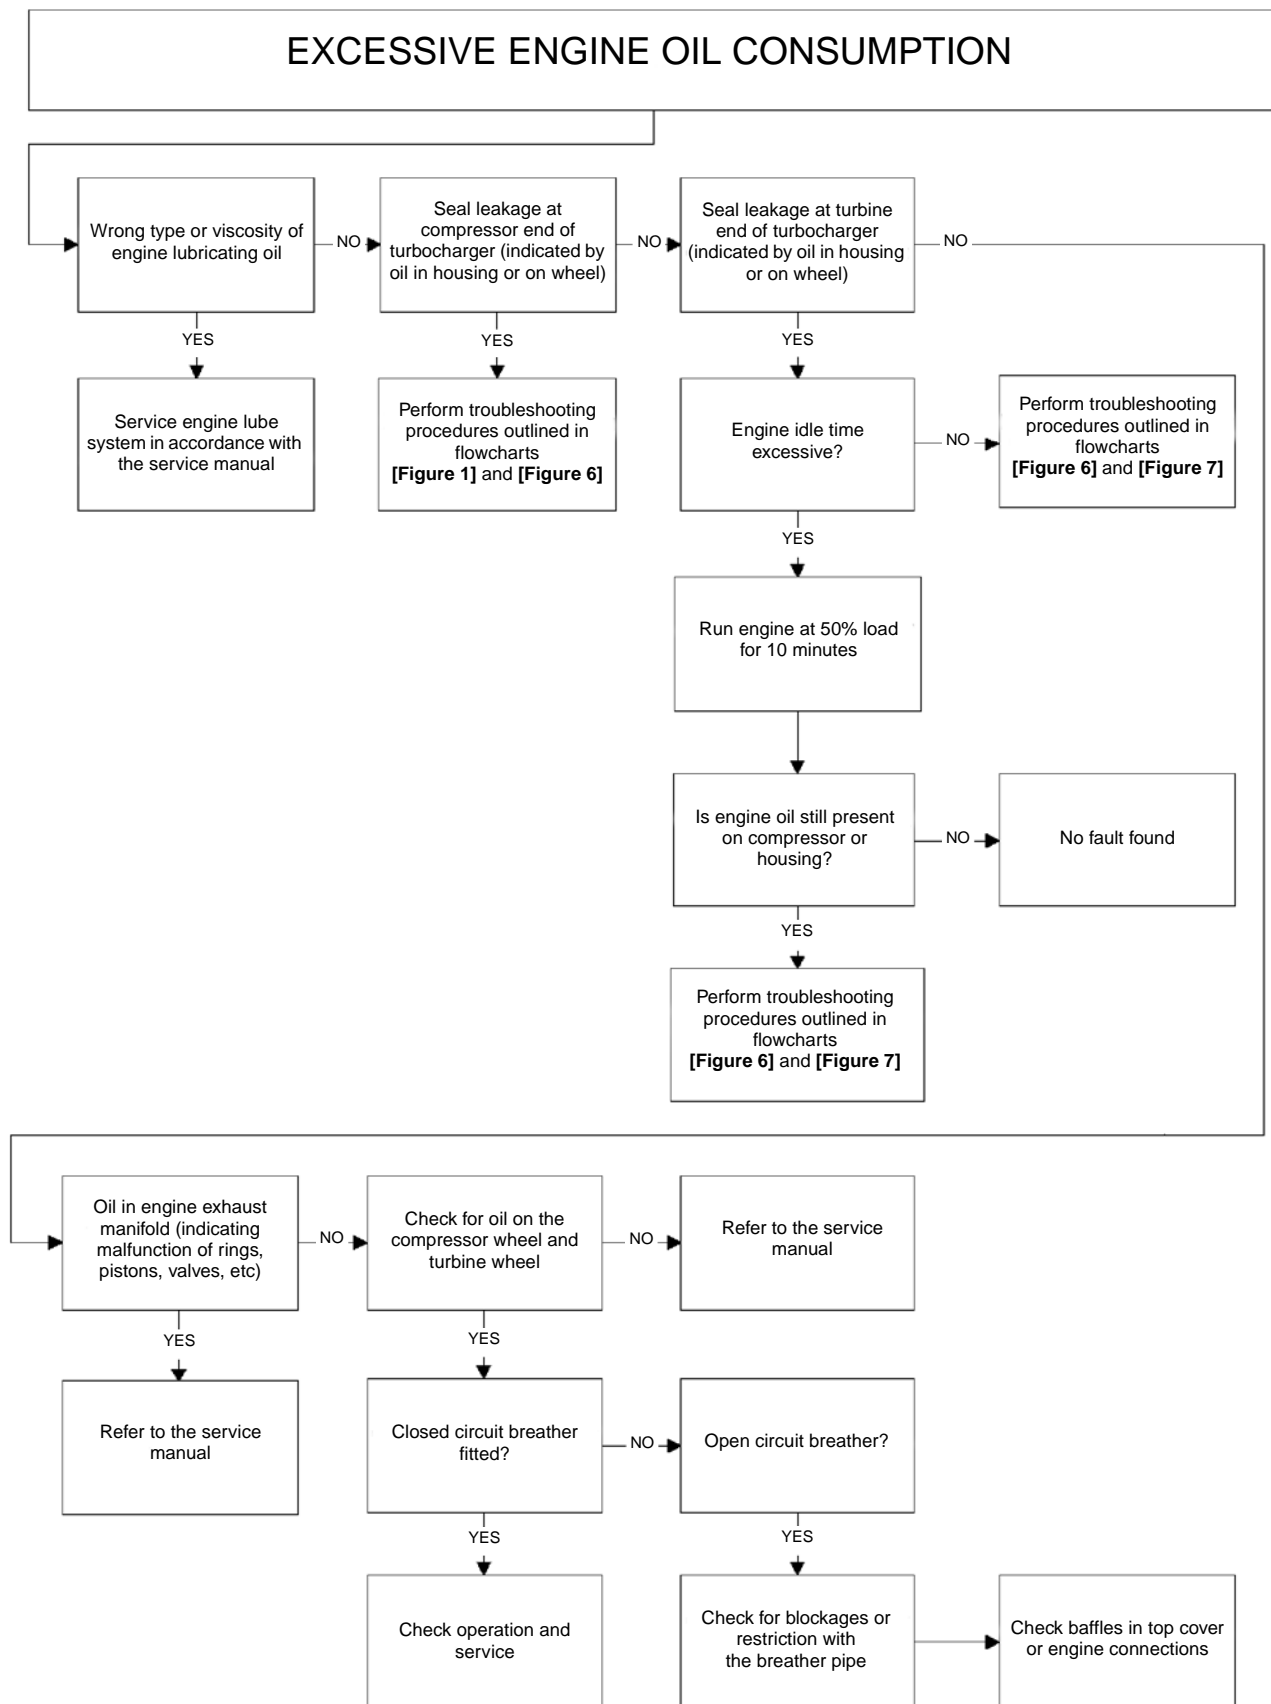 EXCESSIVE ENGINE OIL CONSUMPTION
Wrong type or viscosity of
engine lubricating oil
NO
Seal leakage at
compressor end of
turbocharger (indicated by
oil in housing or on wheel)
NO
Seal leakage at turbine
end of turbocharger
(indicated by oil in housing
or on wheel)
NO
YES
YES
YES
Service engine lube
system in accordance with
the service manual
Perform troubleshooting
procedures outlined in
flowcharts
[Figure 1] and [Figure 6]
Engine idle time
excessive?
NO
Perform troubleshooting
procedures outlined in
flowcharts
[Figure 6] and [Figure 7]
YES
Run engine at 50% load
for 10 minutes
Is engine oil still present
on compressor or
housing?
NO
No fault found
YES
Perform troubleshooting
procedures outlined in
flowcharts
[Figure 6] and [Figure 7]
Oil in engine exhaust
manifold (indicating
malfunction of rings,
pistons, valves, etc)
NO
Check for oil on the
compressor wheel and
turbine wheel
NO
Refer to the service
manual
YES
YES
Refer to the service
manual
Closed circuit breather
fitted?
NO
Open circuit breather?
YES
YES
Check operation and
service
Check for blockages or
restriction with
the breather pipe
Check baffles in top cover
or engine connections